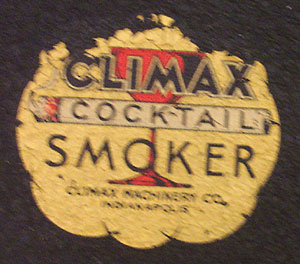 CLIMAX
COCKTAIL
SMOKER
CLIMAX MACHINERY CO.
INDIANAPOLIS